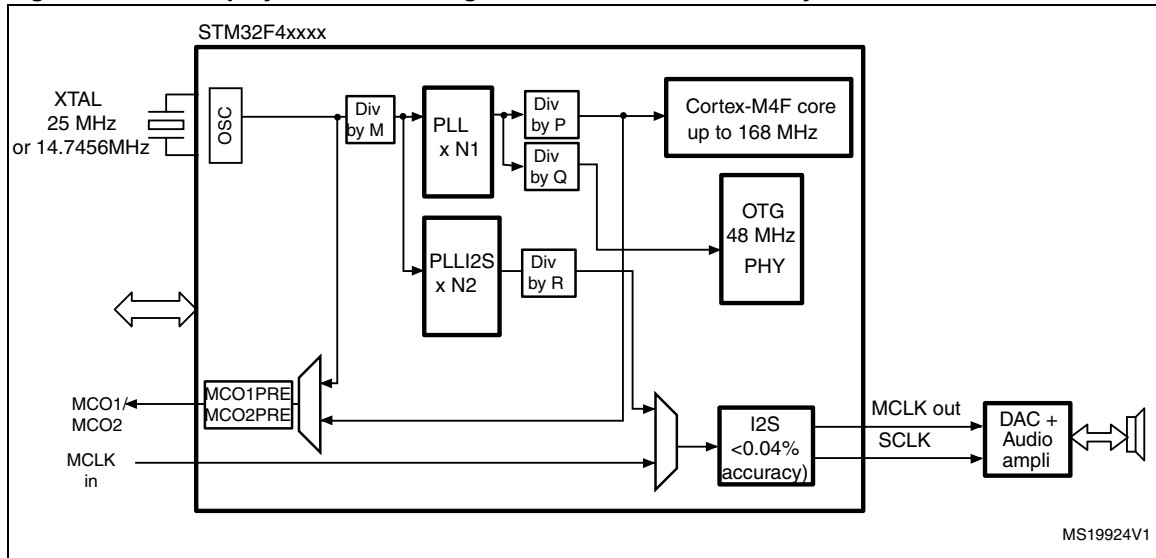 STM32F4xxxx
XTAL
25 MHz
or 14.7456MHz
OSC
Div
by M
PLL
x N1
Div
by P
Div
by Q
Cortex-M4F core
up to 168 MHz
OTG
48 MHz
PHY
PLLI2S
x N2
Div
by R
MCO1/
MCO2
MCO1PRE
MCO2PRE
MCLK
in
I2S
<0.04%
accuracy)
MCLK out
SCLK
DAC +
Audio
ampli
MS19924V1